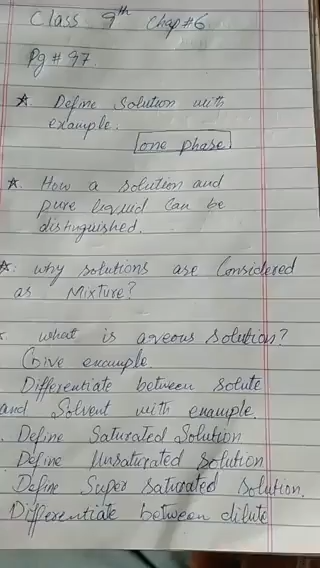 Class 9th Chap#6
Pg # 97.
★ Define solution with
example.
one phase
★ How a solution and
pure liquid can be
distinguished.
★: why solutions are Considered
as Mixture?
what is aqeous solution?
Give example.
Differentiate between solute
and Solvent with example.
. Define Saturated Solution
. Define Unsaturated solution
Define Super saturated solution.
Differentiate between dilute